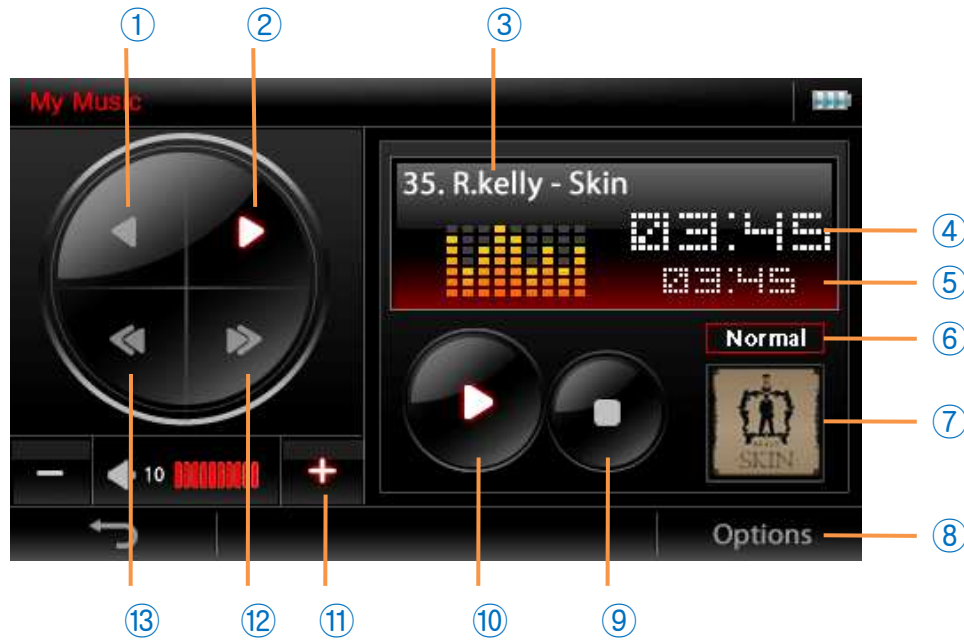 ① ② ③
My Music
35. R.kelly - Skin
03:45 ④
03:45 ⑤
Normal ⑥
SKIN ⑦
10
Options ⑧
⑬ ⑫ ⑪ ⑩ ⑨